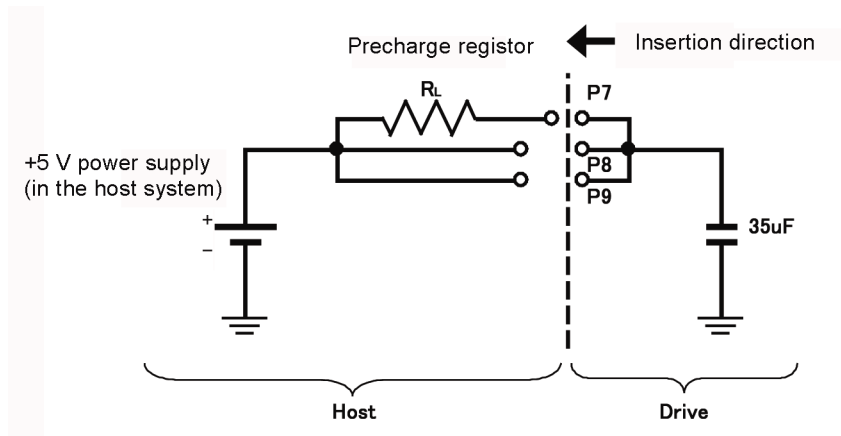 Precharge registor
Insertion direction
RL
P7
+5 V power supply
(in the host system)
P8
P9
+
−
35uF
Host
Drive